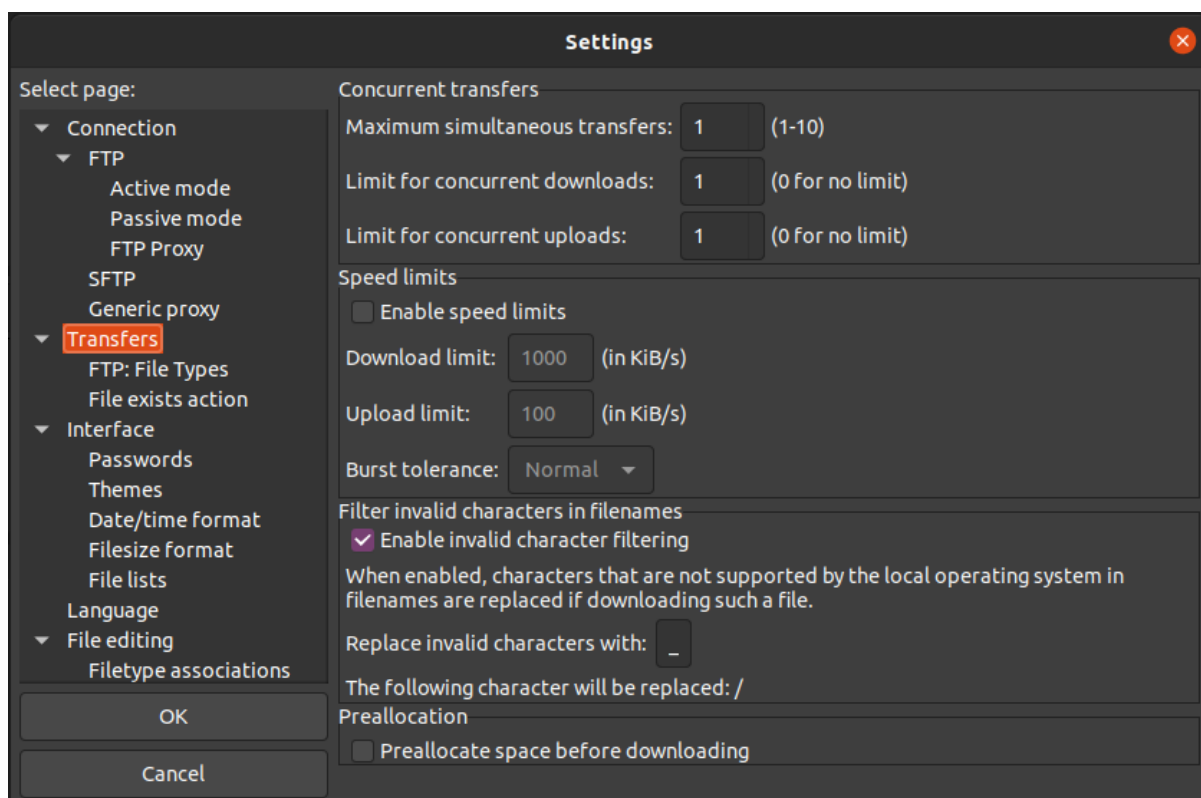 Settings
Select page:
Connection
FTP
Active mode
Passive mode
FTP Proxy
SFTP
Generic proxy
Transfers
FTP: File Types
File exists action
Interface
Passwords
Themes
Date/time format
Filesize format
File lists
Language
File editing
Filetype associations
OK
Cancel
Concurrent transfers
Maximum simultaneous transfers: 1 (1-10)
Limit for concurrent downloads: 1 (0 for no limit)
Limit for concurrent uploads: 1 (0 for no limit)
Speed limits
Enable speed limits
Download limit: 1000 (in KiB/s)
Upload limit: 100 (in KiB/s)
Burst tolerance: Normal
Filter invalid characters in filenames
Enable invalid character filtering
When enabled, characters that are not supported by the local operating system in
filenames are replaced if downloading such a file.
Replace invalid characters with: _
The following character will be replaced: /
Preallocation
Preallocate space before downloading